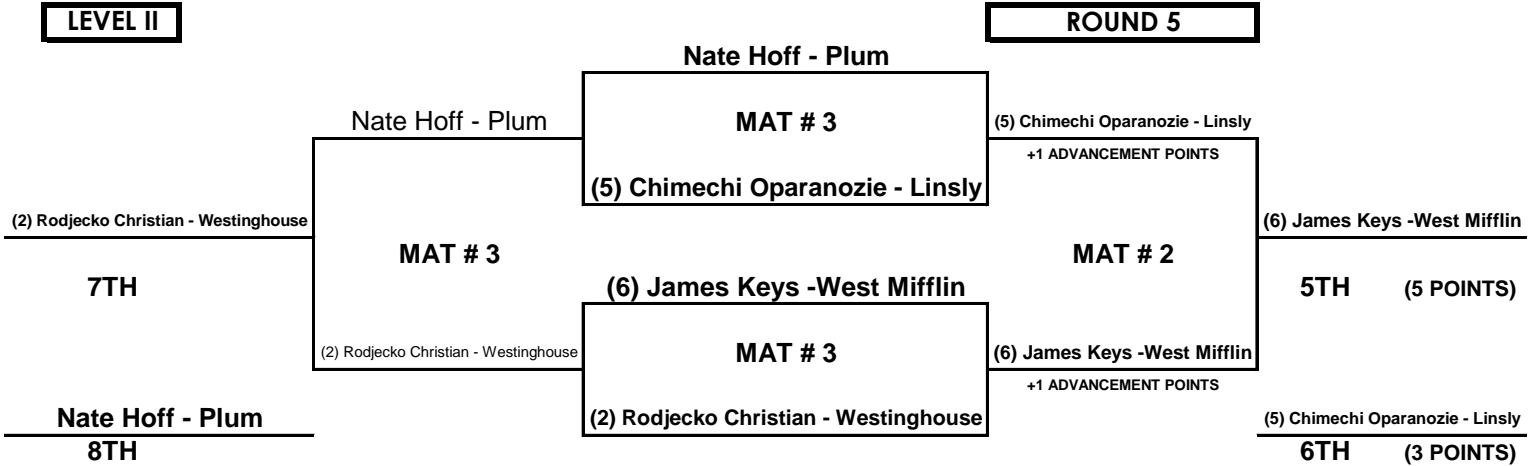 LEVEL II
ROUND 5
Nate Hoff - Plum
Nate Hoff - Plum
MAT # 3
(5) Chimechi Oparanozie - Linsly
+1 ADVANCEMENT POINTS
(5) Chimechi Oparanozie - Linsly
(2) Rodjecko Christian - Westinghouse
(6) James Keys -West Mifflin
MAT # 3
MAT # 2
7TH
(6) James Keys -West Mifflin
5TH (5 POINTS)
(2) Rodjecko Christian - Westinghouse
MAT # 3
(6) James Keys -West Mifflin
+1 ADVANCEMENT POINTS
Nate Hoff - Plum
(2) Rodjecko Christian - Westinghouse
(5) Chimechi Oparanozie - Linsly
8TH
6TH (3 POINTS)